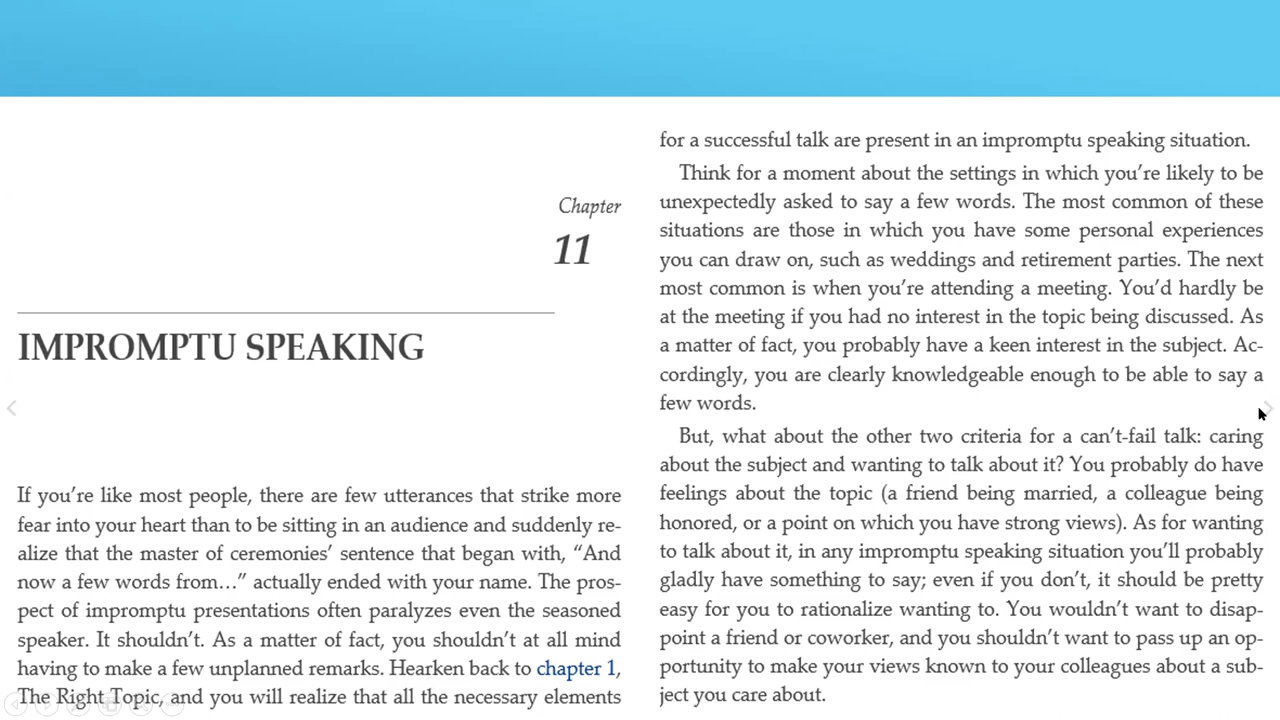 Chapter
11
IMPROMPTU SPEAKING
If you’re like most people, there are few utterances that strike more
fear into your heart than to be sitting in an audience and suddenly re-
alize that the master of ceremonies’ sentence that began with, “And
now a few words from…” actually ended with your name. The pros-
pect of impromptu presentations often paralyzes even the seasoned
speaker. It shouldn’t. As a matter of fact, you shouldn’t at all mind
having to make a few unplanned remarks. Hearken back to chapter 1,
The Right Topic, and you will realize that all the necessary elements
for a successful talk are present in an impromptu speaking situation.
Think for a moment about the settings in which you’re likely to be
unexpectedly asked to say a few words. The most common of these
situations are those in which you have some personal experiences
you can draw on, such as weddings and retirement parties. The next
most common is when you’re attending a meeting. You’d hardly be
at the meeting if you had no interest in the topic being discussed. As
a matter of fact, you probably have a keen interest in the subject. Ac-
cordingly, you are clearly knowledgeable enough to be able to say a
few words.
But, what about the other two criteria for a can’t-fail talk: caring
about the subject and wanting to talk about it? You probably do have
feelings about the topic (a friend being married, a colleague being
honored, or a point on which you have strong views). As for wanting
to talk about it, in any impromptu speaking situation you’ll probably
gladly have something to say; even if you don’t, it should be pretty
easy for you to rationalize wanting to. You wouldn’t want to disap-
point a friend or coworker, and you shouldn’t want to pass up an op-
portunity to make your views known to your colleagues about a sub-
ject you care about.